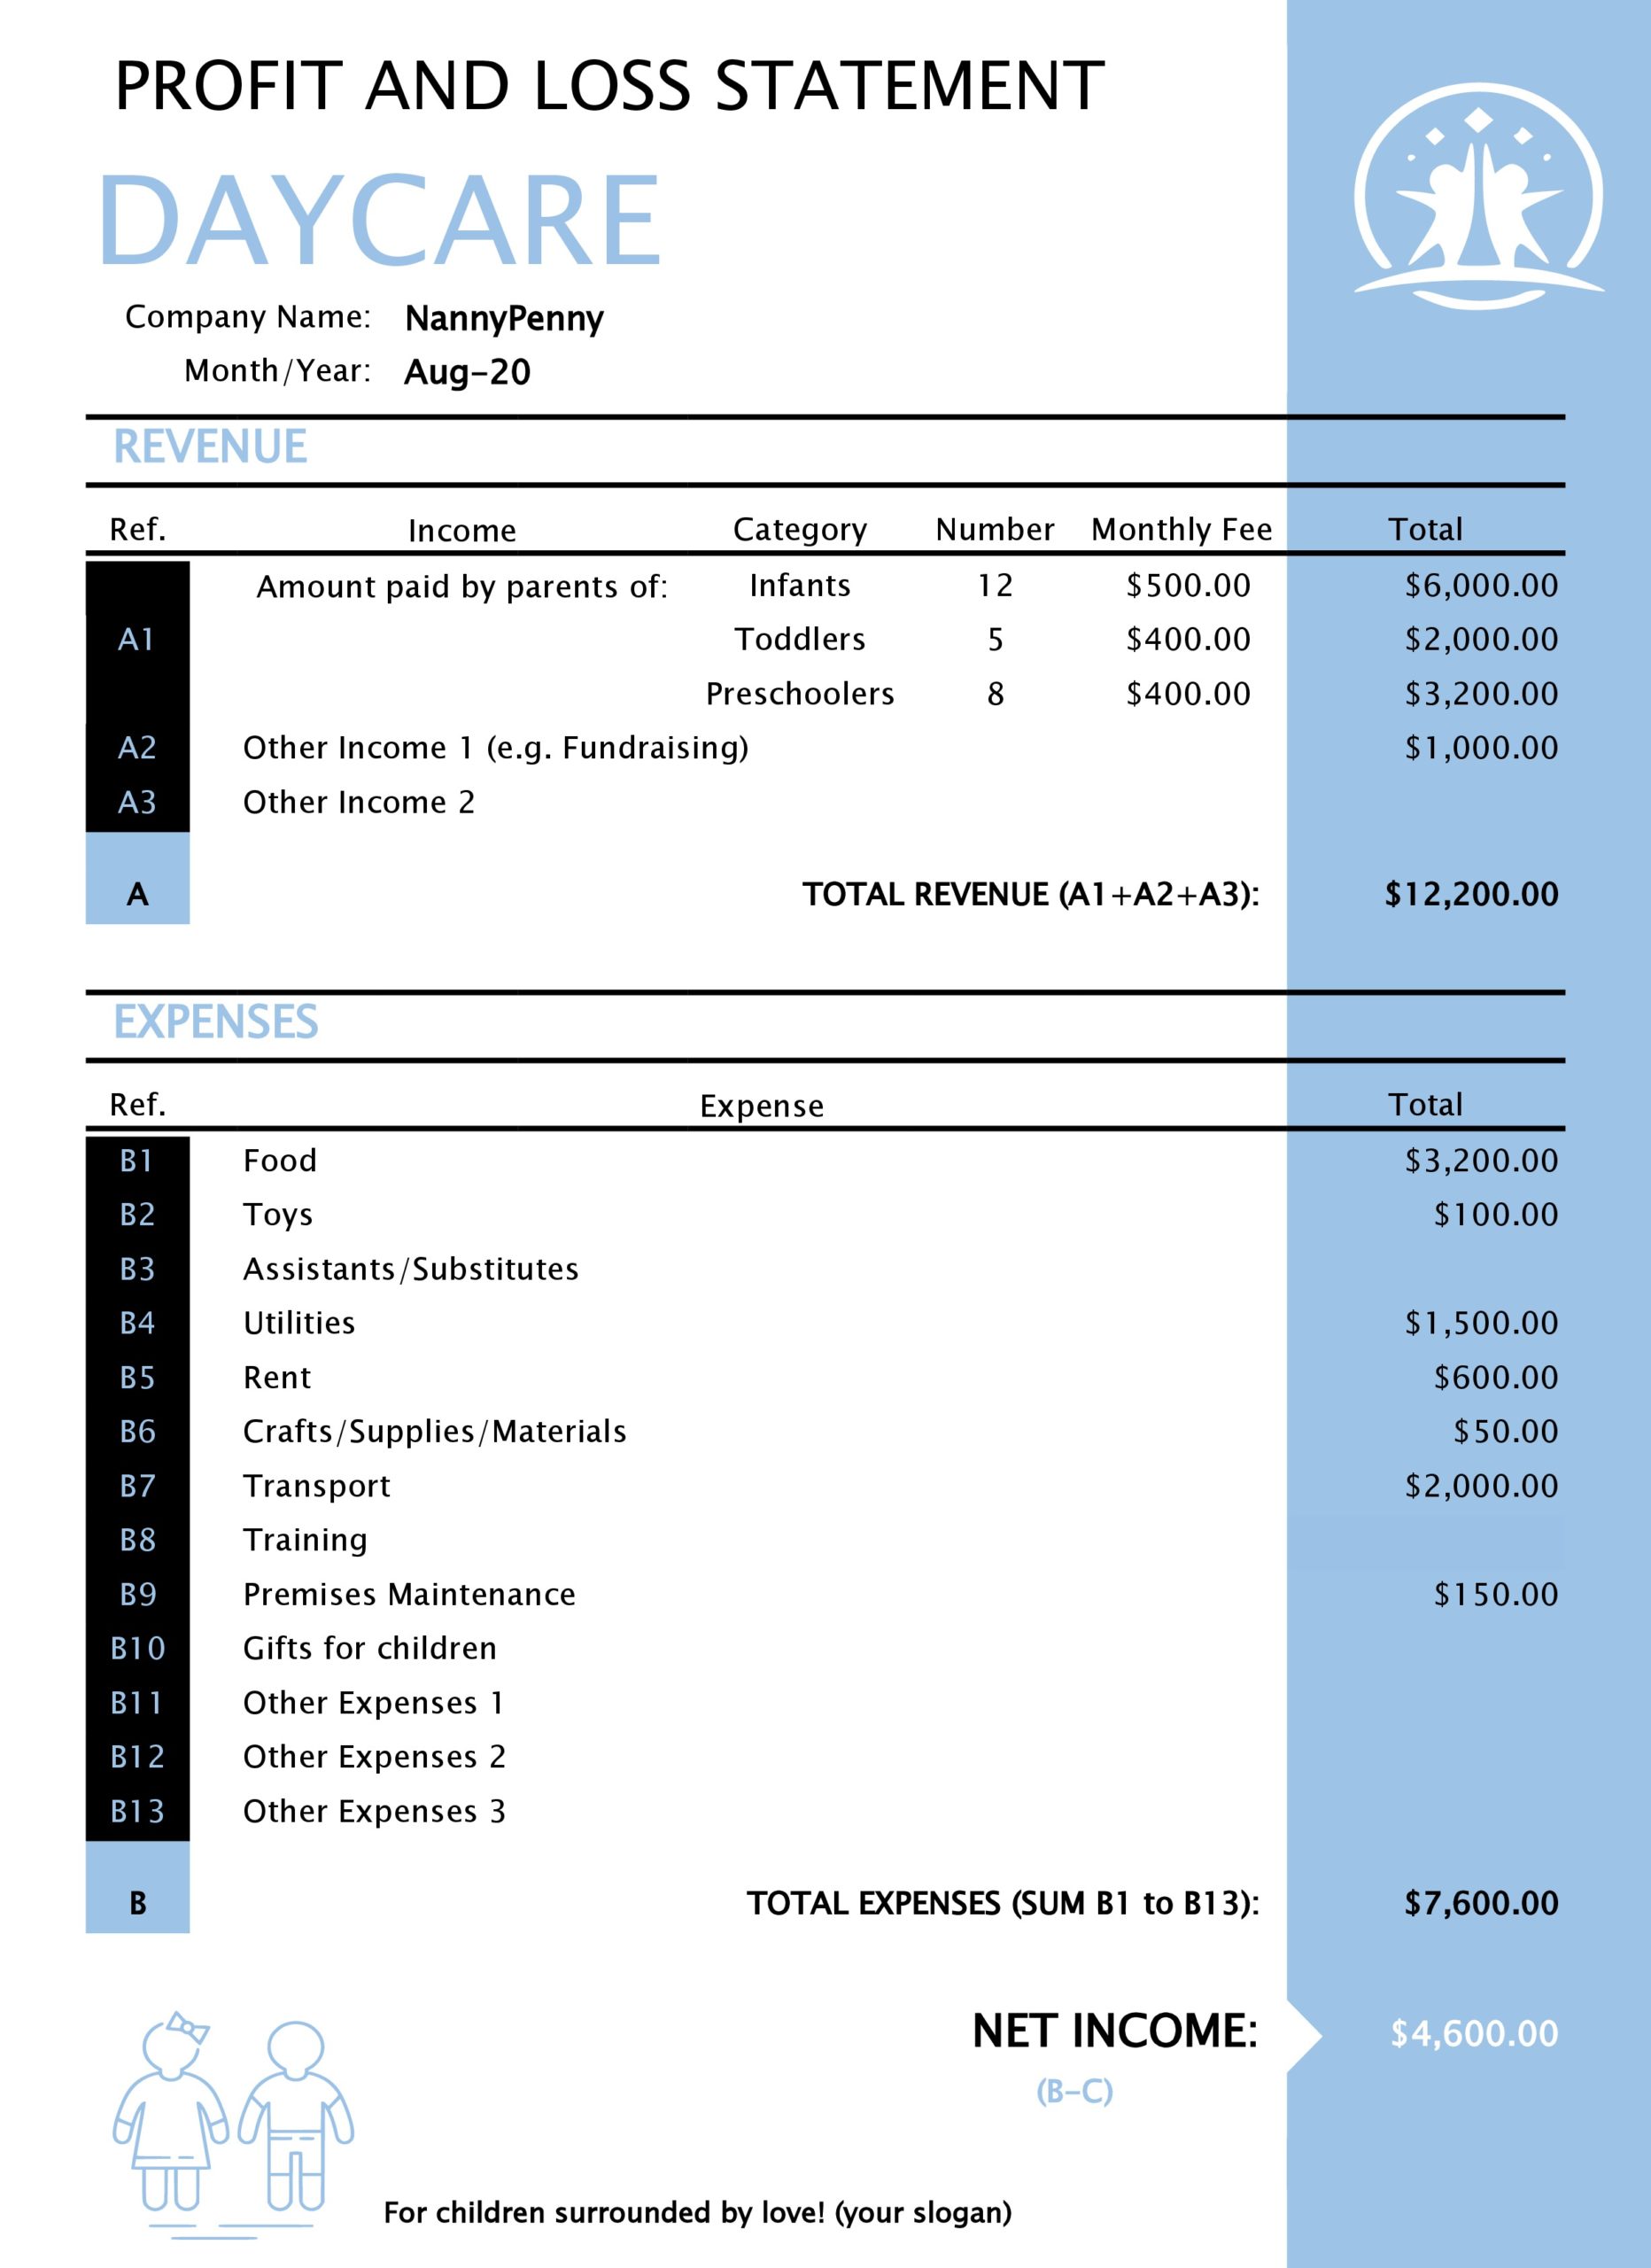 PROFIT AND LOSS STATEMENT
DAYCARE
Company Name: NannyPenny
Month/Year: Aug-20
REVENUE
Ref. Income Category Number Monthly Fee Total
Amount paid by parents of: Infants 12 $500.00 $6,000.00
A1 Toddlers 5 $400.00 $2,000.00
Preschoolers 8 $400.00 $3,200.00
A2 Other Income 1 (e.g. Fundraising) $1,000.00
A3 Other Income 2
A TOTAL REVENUE (A1+A2+A3): $12,200.00
EXPENSES
Ref. Expense Total
B1 Food $3,200.00
B2 Toys $100.00
B3 Assistants/Substitutes
B4 Utilities $1,500.00
B5 Rent $600.00
B6 Crafts/Supplies/Materials $50.00
B7 Transport $2,000.00
B8 Training
B9 Premises Maintenance $150.00
B10 Gifts for children
B11 Other Expenses 1
B12 Other Expenses 2
B13 Other Expenses 3
B TOTAL EXPENSES (SUM B1 to B13): $7,600.00
NET INCOME: $4,600.00
(B-C)
For children surrounded by love! (your slogan)